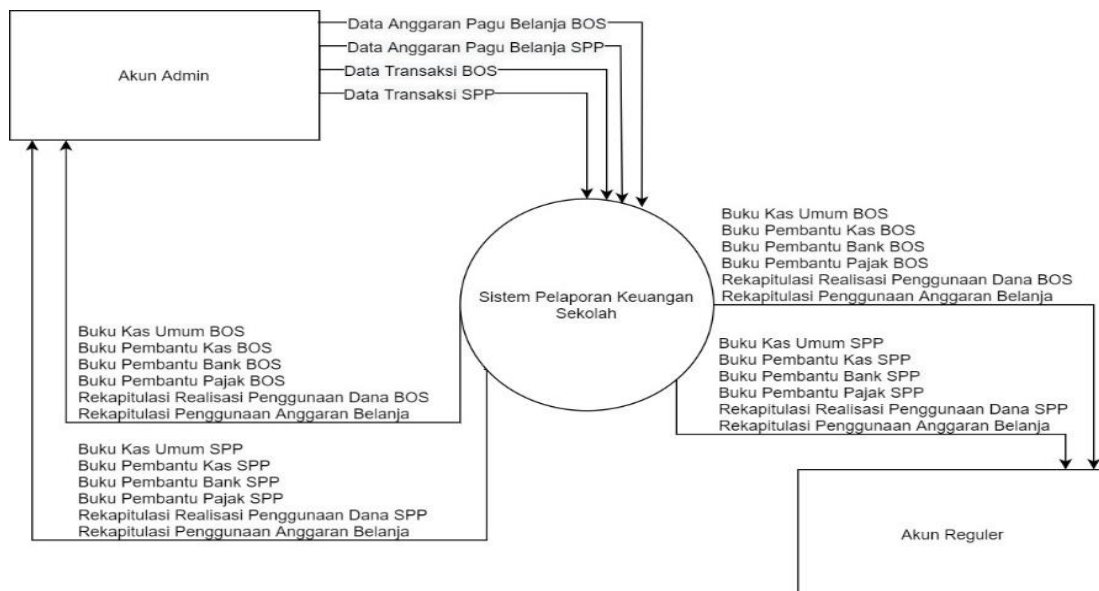 Data Anggaran Pagu Belanja BOS
Data Anggaran Pagu Belanja SPP
Data Transaksi BOS
Data Transaksi SPP
Akun Admin
Sistem Pelaporan Keuangan
Sekolah
Buku Kas Umum BOS
Buku Pembantu Kas BOS
Buku Pembantu Bank BOS
Buku Pembantu Pajak BOS
Rekapitulasi Realisasi Penggunaan Dana BOS
Rekapitulasi Penggunaan Anggaran Belanja
Buku Kas Umum SPP
Buku Pembantu Kas SPP
Buku Pembantu Bank SPP
Buku Pembantu Pajak SPP
Rekapitulasi Realisasi Penggunaan Dana SPP
Rekapitulasi Penggunaan Anggaran Belanja
Buku Kas Umum BOS
Buku Pembantu Kas BOS
Buku Pembantu Bank BOS
Buku Pembantu Pajak BOS
Rekapitulasi Realisasi Penggunaan Dana BOS
Rekapitulasi Penggunaan Anggaran Belanja
Buku Kas Umum SPP
Buku Pembantu Kas SPP
Buku Pembantu Bank SPP
Buku Pembantu Pajak SPP
Rekapitulasi Realisasi Penggunaan Dana SPP
Rekapitulasi Penggunaan Anggaran Belanja
Akun Reguler